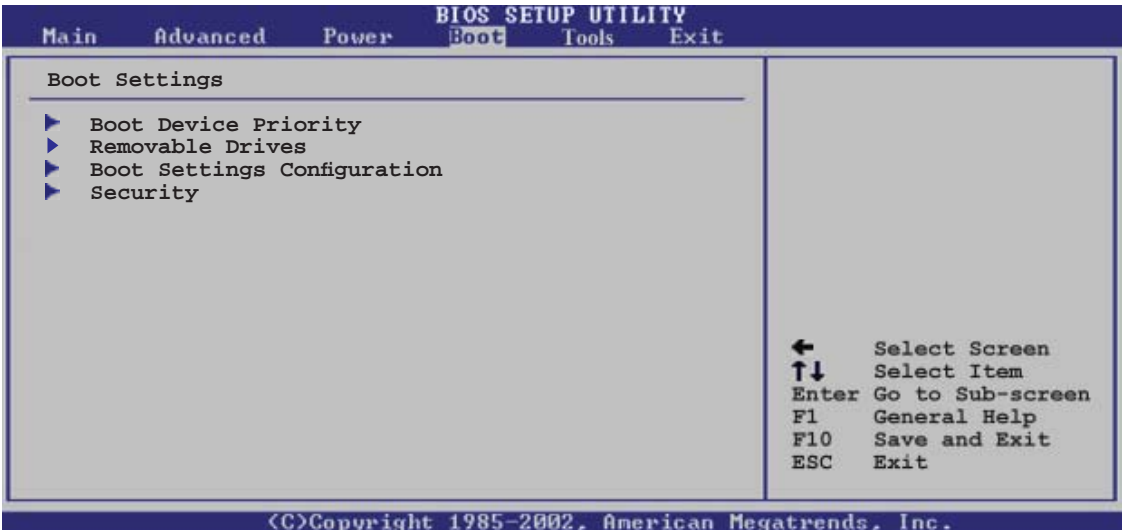 BIOS SETUP UTILITY
Main Advanced Power Boot Tools Exit
Boot Settings
Boot Device Priority
Removable Drives
Boot Settings Configuration
Security
← Select Screen
↑↓ Select Item
Enter Go to Sub-screen
F1 General Help
F10 Save and Exit
ESC Exit
(C)Copyright 1985-2002, American Megatrends, Inc.